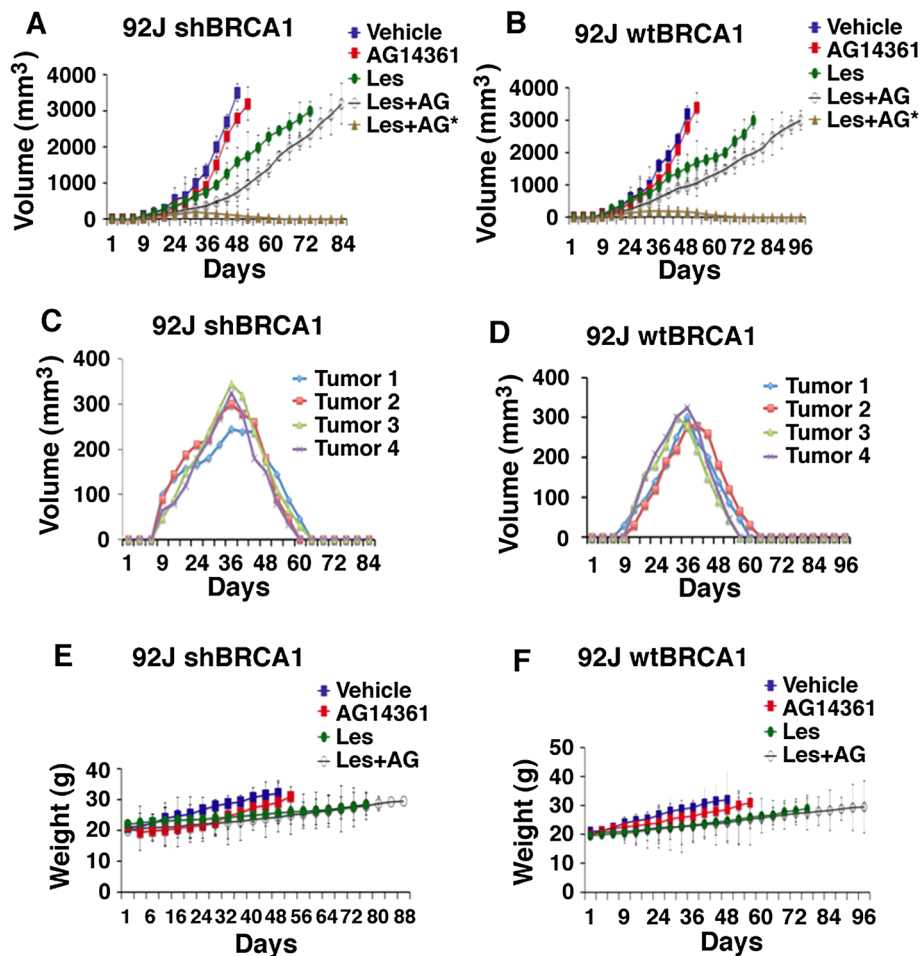 A
92J shBRCA1
Vehicle
AG14361
Les
Les+AG
Les+AG*
Volume (mm³)
4000
3000
2000
1000
0
1 9 24 36 48 60 72 84
Days
B
92J wtBRCA1
Vehicle
AG14361
Les
Les+AG
Les+AG*
Volume (mm³)
4000
3000
2000
1000
0
1 9 24 36 48 60 72 84 96
Days
C
92J shBRCA1
Tumor 1
Tumor 2
Tumor 3
Tumor 4
Volume (mm³)
400
300
200
100
0
1 9 24 36 48 60 72 84
Days
D
92J wtBRCA1
Tumor 1
Tumor 2
Tumor 3
Tumor 4
Volume (mm³)
400
300
200
100
0
1 9 24 36 48 60 72 84 96
Days
E
92J shBRCA1
Vehicle
AG14361
Les
Les+AG
Weight (g)
40
30
20
10
0
1 6 16 24 32 40 48 56 64 72 80 88
Days
F
92J wtBRCA1
Vehicle
AG14361
Les
Les+AG
Weight (g)
50
40
30
20
10
0
1 9 24 36 48 60 72 84 96
Days